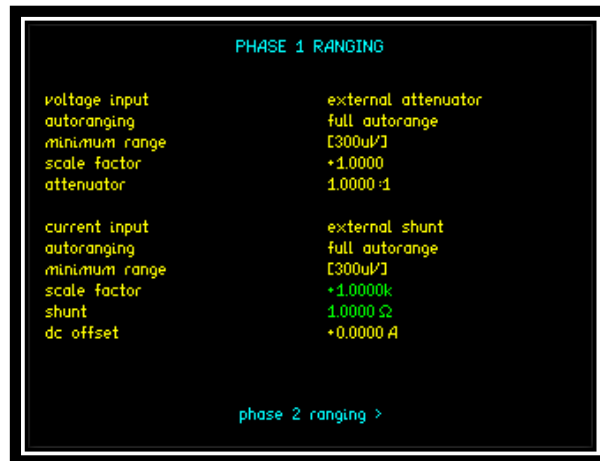 PHASE 1 RANGING
voltage input external attenuator
autoranging full autorange
minimum range [300uV]
scale factor +1.0000
attenuator 1.0000:1
current input external shunt
autoranging full autorange
minimum range [300uV]
scale factor +1.0000k
shunt 1.0000 Ω
dc offset +0.0000 A
phase 2 ranging >